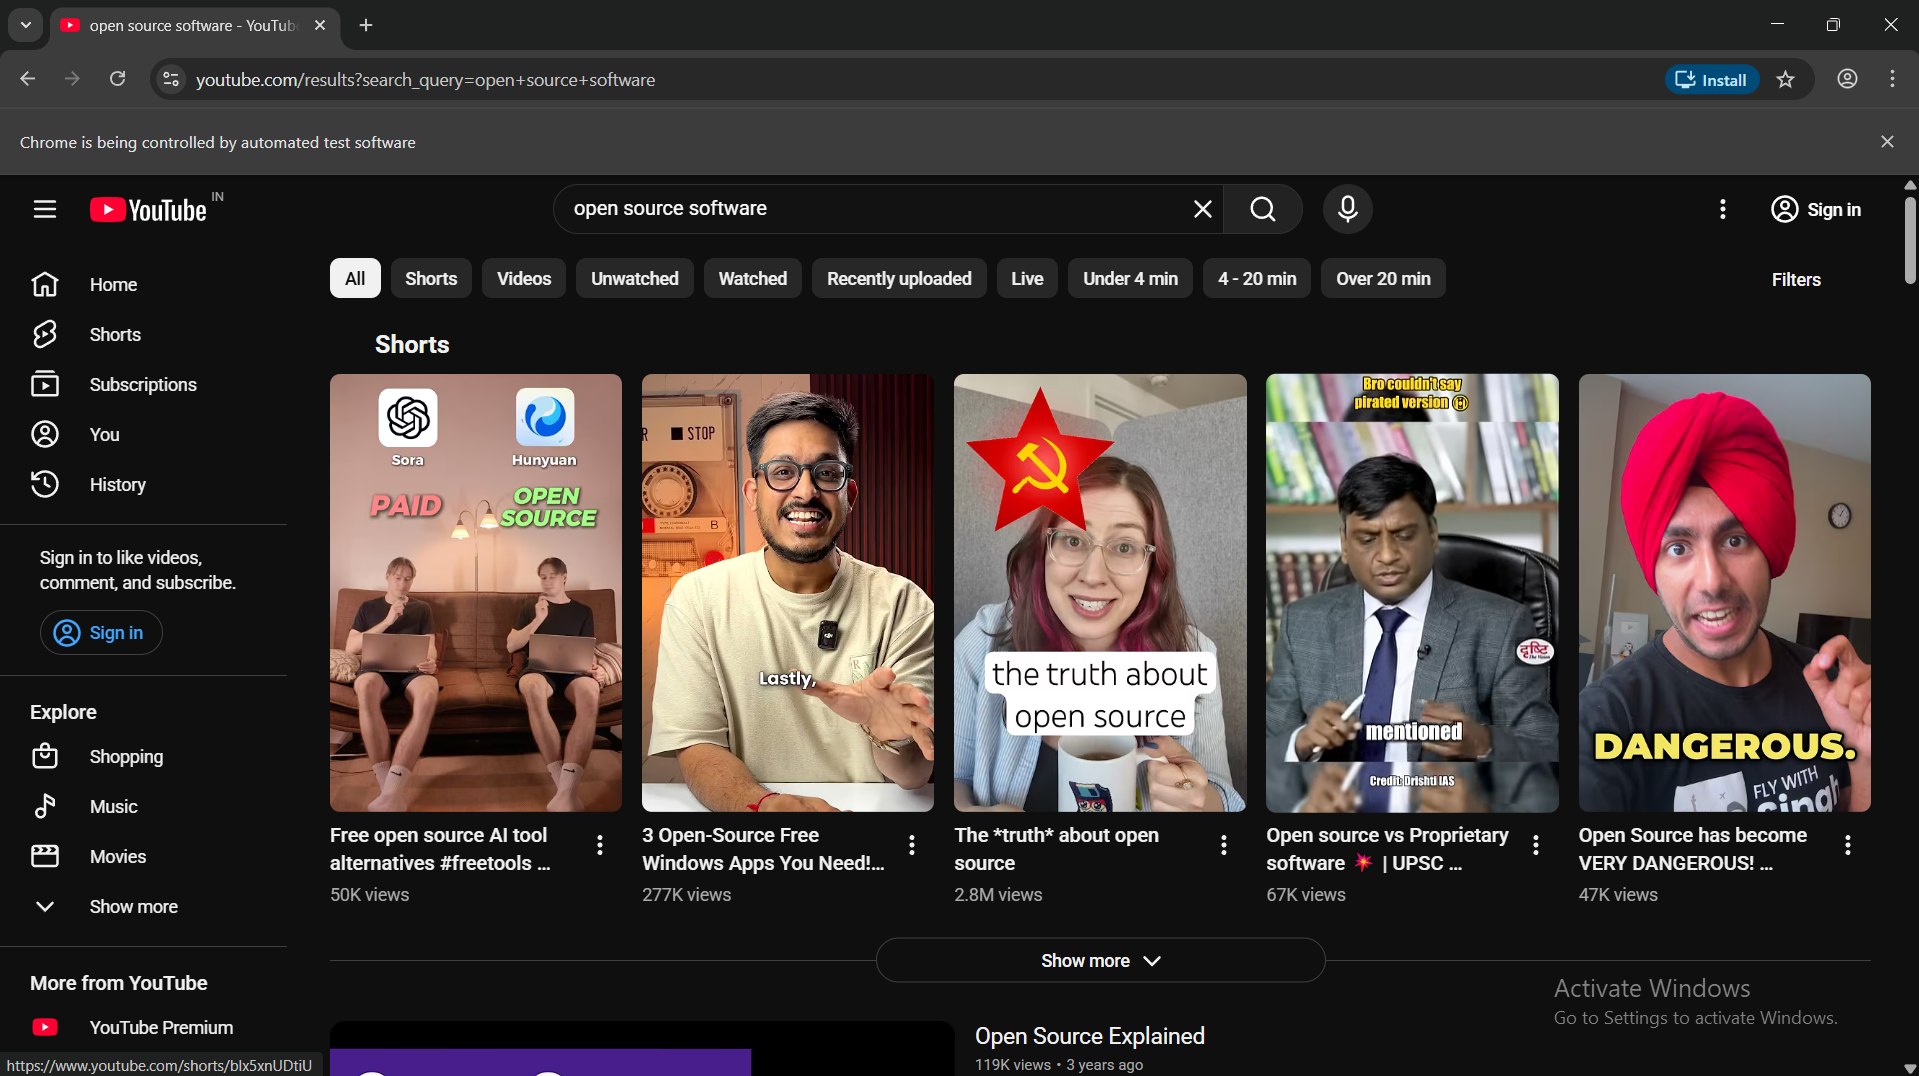 open source software - YouTub
youtube.com/results?search_query=open+source+software
Install
Chrome is being controlled by automated test software
YouTube IN
open source software
Sign in
Home
Shorts
Subscriptions
You
History
Sign in to like videos,
comment, and subscribe.
Sign in
Explore
Shopping
Music
Movies
Show more
More from YouTube
YouTube Premium
https://www.youtube.com/shorts/blx5xnUDtiU
All
Shorts
Videos
Unwatched
Watched
Recently uploaded
Live
Under 4 min
4 - 20 min
Over 20 min
Filters
Shorts
Sora
Hunyuan
PAID
OPEN
SOURCE
Free open source AI tool
alternatives #freetools ...
50K views
R
STOP
B
Lastly,
3 Open-Source Free
Windows Apps You Need!...
277K views
the truth about
open source
The *truth* about open
source
2.8M views
Bro couldn't say
pirated version
दृष्टि
The Vision
mentioned
Credit: Drishti IAS
Open source vs Proprietary
software 💥 | UPSC ...
67K views
DANGEROUS.
FLY WITH
singh
Open Source has become
VERY DANGEROUS! ...
47K views
Show more
Open Source Explained
119K views • 3 years ago
Activate Windows
Go to Settings to activate Windows.